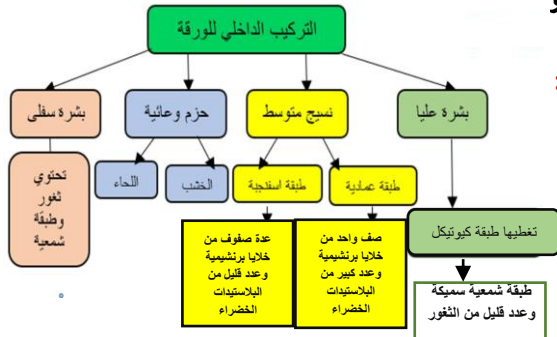 و
التركيب الداخلي للورقة
:
بشرة عليا
نسيج متوسط
حزم وعائية
بشرة سفلى
طبقة عمادية
طبقة اسفنجية
الخشب
اللحاء
تحتوي
ثغور
وطبقة
شمعية
تغطيها طبقة كيوتيكل
صف واحد من
خلايا برنشيمية
وعدد كبير من
البلاستيدات
الخضراء
عدة صفوف من
خلايا برنشيمية
وعدد قليل من
البلاستيدات
الخضراء
طبقة شمعية سميكة
وعدد قليل من الثغور